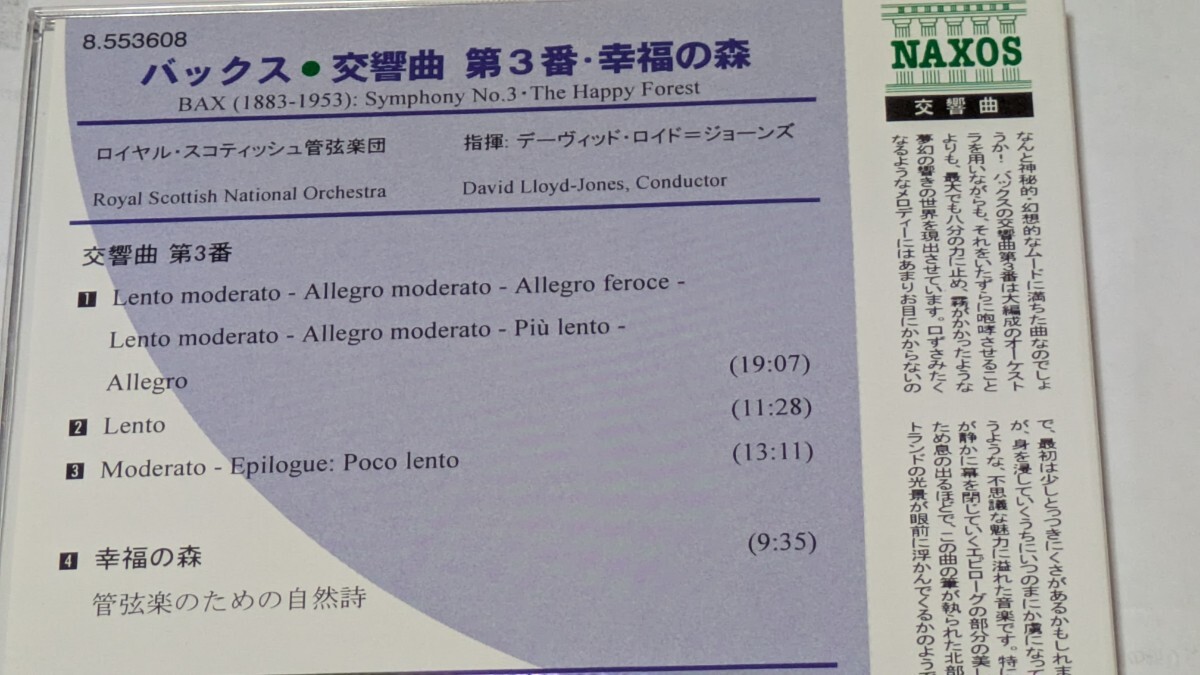 8.553608
バックス●交響曲 第3番・幸福の森
BAX (1883-1953): Symphony No.3・The Happy Forest
ロイヤル・スコティッシュ管弦楽団
指揮: デーヴィッド・ロイド=ジョーンズ
Royal Scottish National Orchestra
David Lloyd-Jones, Conductor
交響曲 第3番
1 Lento moderato - Allegro moderato - Allegro feroce -
Lento moderato - Allegro moderato - Più lento -
Allegro (19:07)
2 Lento (11:28)
3 Moderato - Epilogue: Poco lento (13:11)
4 幸福の森 (9:35)
管弦楽のための自然詩
NAXOS
交響曲
なんと神秘的・幻想的なムードに満ちた曲なのでしょ
うか! バックスの交響曲第3番は大編成のオーケスト
ラを用いながらも、それをいたずらに咆哮させること
よりも、最大でも八分の力に止め、霧がかかったような
夢幻の響きの世界を現出させています。口ずさみたく
なるようなメロディーにはあまりお目にかからないの
で、最初は少しとっつきにくさがあるかもしれま
が、身を浸していくうちにいつのまにか虜になって
うような、不思議な魅力に溢れた音楽です。特に
が静かに幕を閉じていくエピローグの部分の美し
ため息の出るほどで、この曲の筆が執られた北部
トランドの光景が眼前に浮かんでくるかのようで